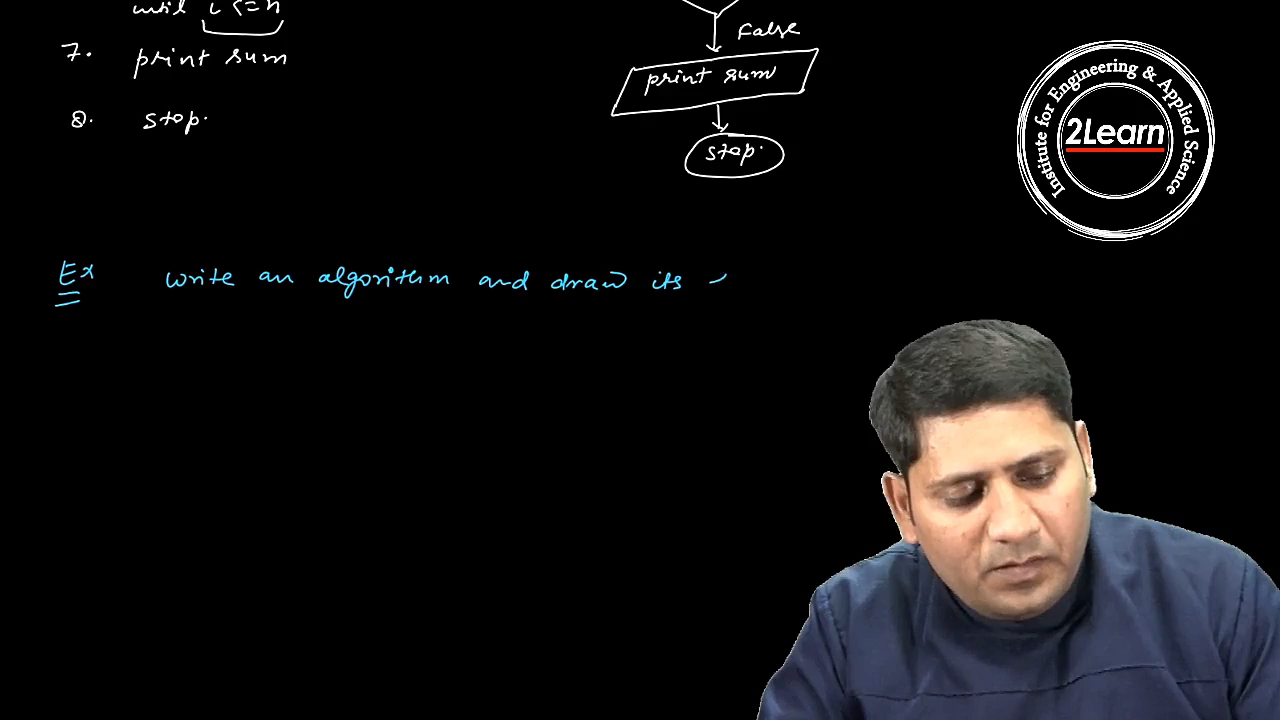 until i <= n
7. print sum
8. stop.
False
print sum
stop.
Ex write an algorithm and draw its
Institute for Engineering & Applied Science
2Learn